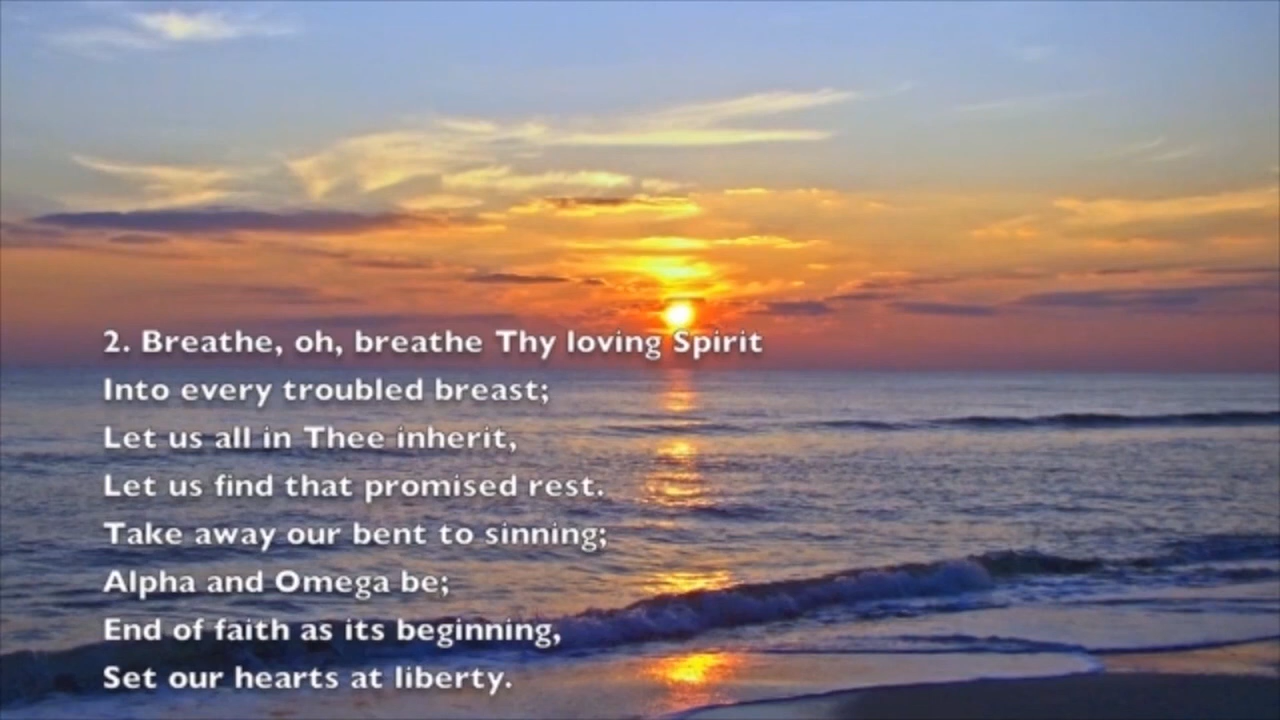 2. Breathe, oh, breathe Thy loving Spirit
Into every troubled breast;
Let us all in Thee inherit,
Let us find that promised rest.
Take away our bent to sinning;
Alpha and Omega be;
End of faith as its beginning,
Set our hearts at liberty.